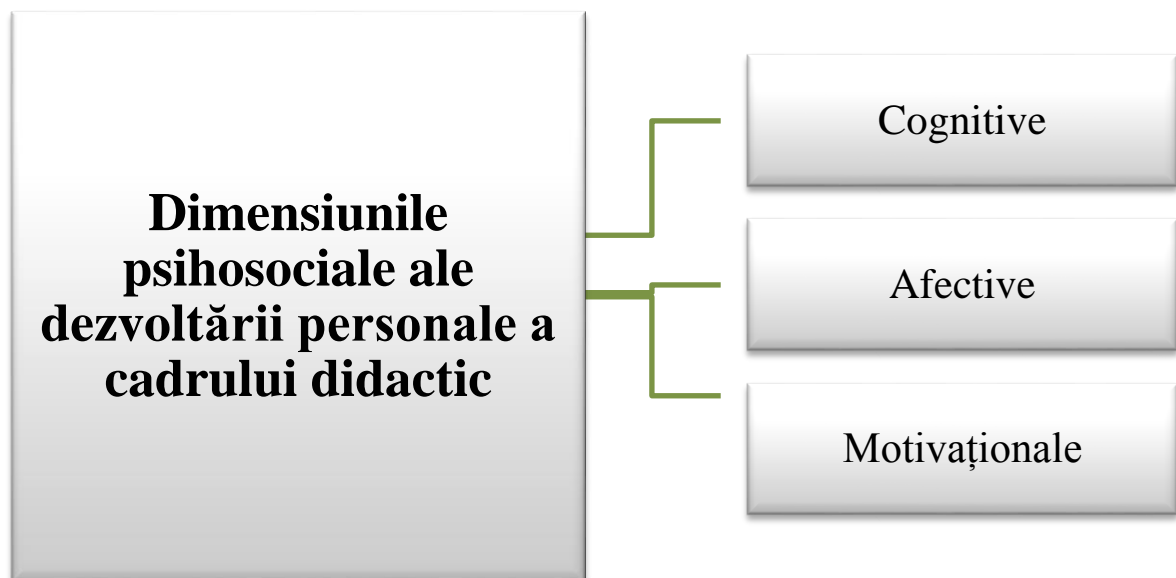 Dimensiunile
psihosociale ale
dezvoltării personale a
cadrului didactic
Cognitive
Afective
Motivaționale